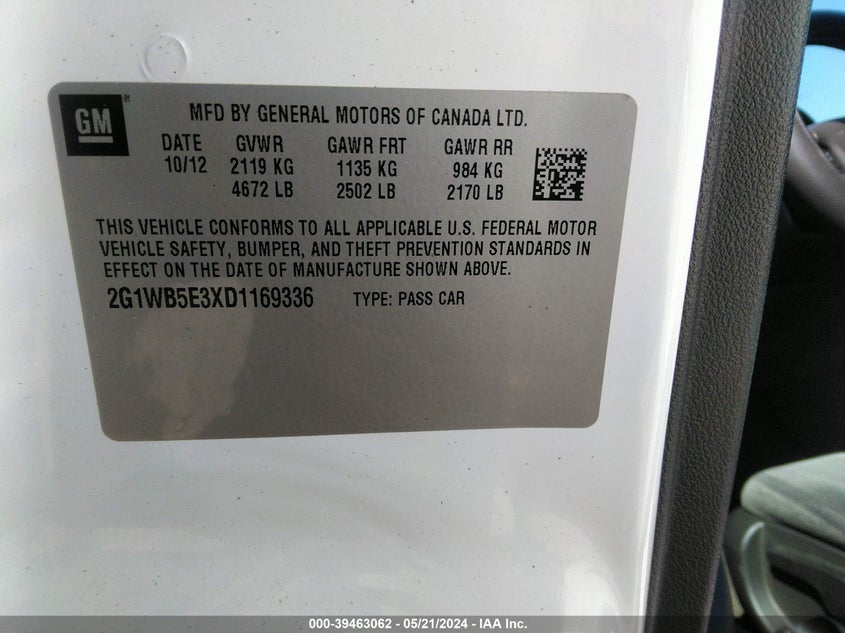 GM®
MFD BY GENERAL MOTORS OF CANADA LTD.
DATE GVWR GAWR FRT GAWR RR
10/12 2119 KG 1135 KG 984 KG
4672 LB 2502 LB 2170 LB
THIS VEHICLE CONFORMS TO ALL APPLICABLE U.S. FEDERAL MOTOR
VEHICLE SAFETY, BUMPER, AND THEFT PREVENTION STANDARDS IN
EFFECT ON THE DATE OF MANUFACTURE SHOWN ABOVE.
2G1WB5E3XD1169336 TYPE: PASS CAR
000-39463062 - 05/21/2024 - IAA Inc.